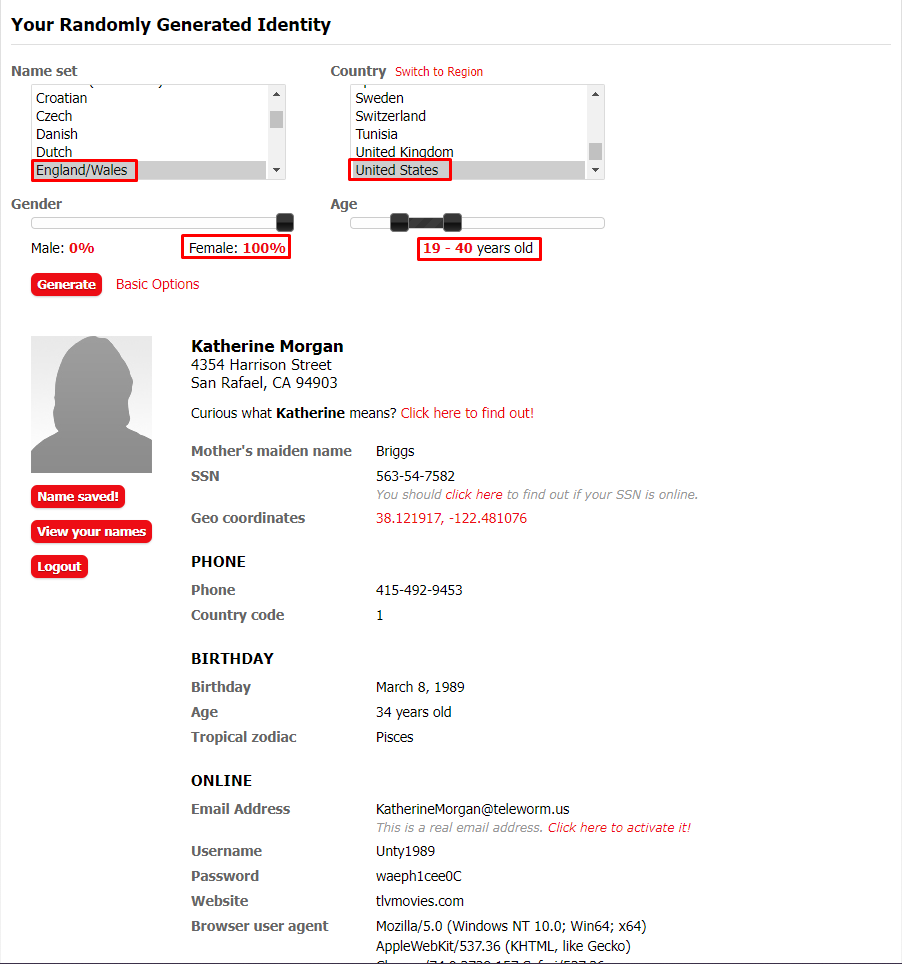 Your Randomly Generated Identity
Name set
Country Switch to Region
Croatian
Czech
Danish
Dutch
England/Wales
Sweden
Switzerland
Tunisia
United Kingdom
United States
Gender
Male: 0%
Female: 100%
Age
19 - 40 years old
Generate
Basic Options
Katherine Morgan
4354 Harrison Street
San Rafael, CA 94903
Curious what Katherine means? Click here to find out!
Name saved!
View your names
Logout
Mother's maiden name Briggs
SSN 563-54-7582
You should click here to find out if your SSN is online.
Geo coordinates 38.121917, -122.481076
PHONE
Phone 415-492-9453
Country code 1
BIRTHDAY
Birthday March 8, 1989
Age 34 years old
Tropical zodiac Pisces
ONLINE
Email Address KatherineMorgan@teleworm.us
This is a real email address. Click here to activate it!
Username Unty1989
Password waeph1cee0C
Website tlvmovies.com
Browser user agent Mozilla/5.0 (Windows NT 10.0; Win64; x64)
AppleWebKit/537.36 (KHTML, like Gecko)